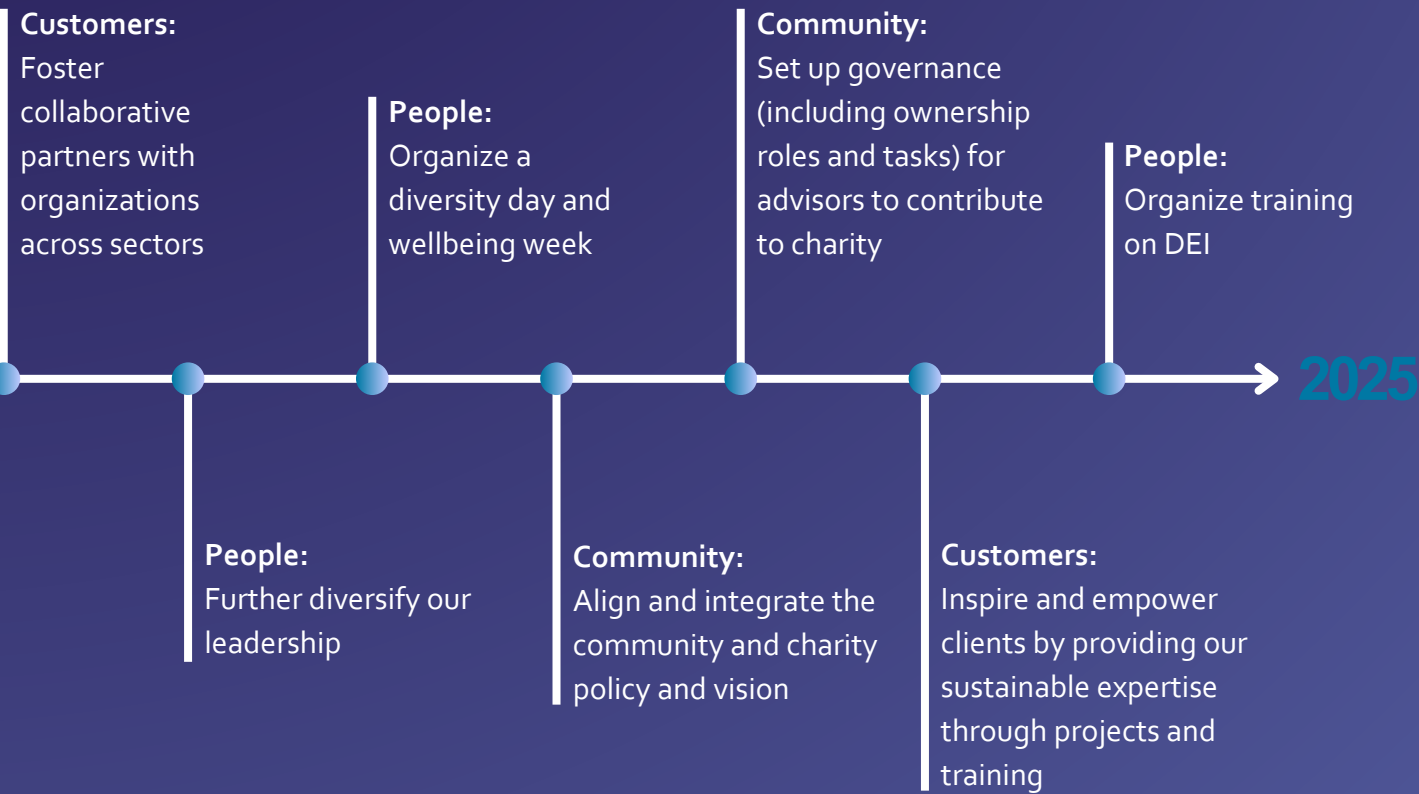 Customers:
Foster
collaborative
partners with
organizations
across sectors
People:
Further diversify our
leadership
People:
Organize a
diversity day and
wellbeing week
Community:
Align and integrate the
community and charity
policy and vision
Community:
Set up governance
(including ownership
roles and tasks) for
advisors to contribute
to charity
Customers:
Inspire and empower
clients by providing our
sustainable expertise
through projects and
training
People:
Organize training
on DEI
2025